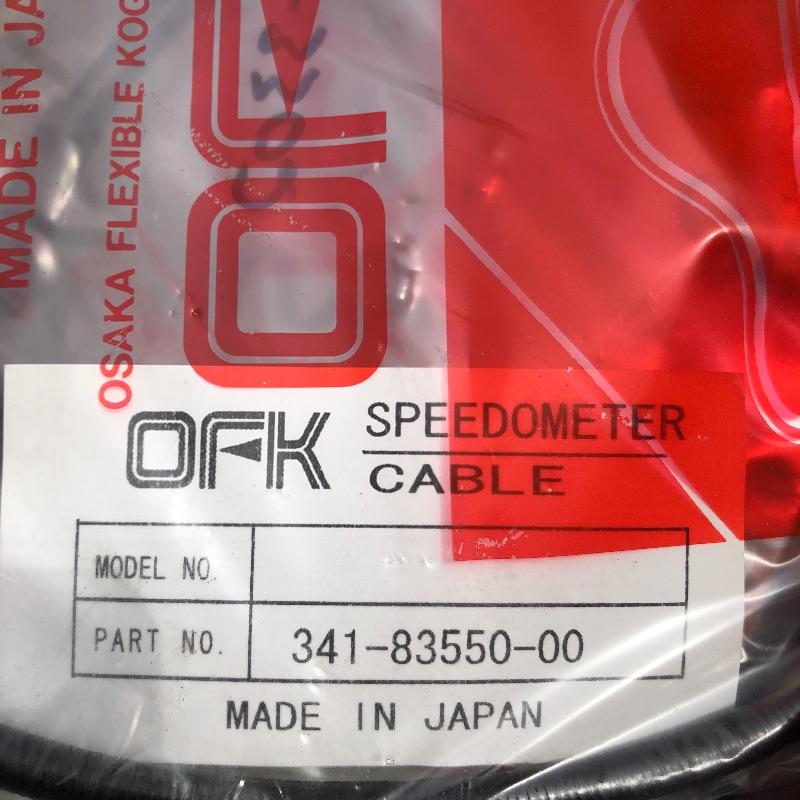 MADE IN JA
OSAKA FLEXIBLE KOG
OFK
SPEEDOMETER
CABLE
MODEL NO.
PART NO. 341-83550-00
MADE IN JAPAN